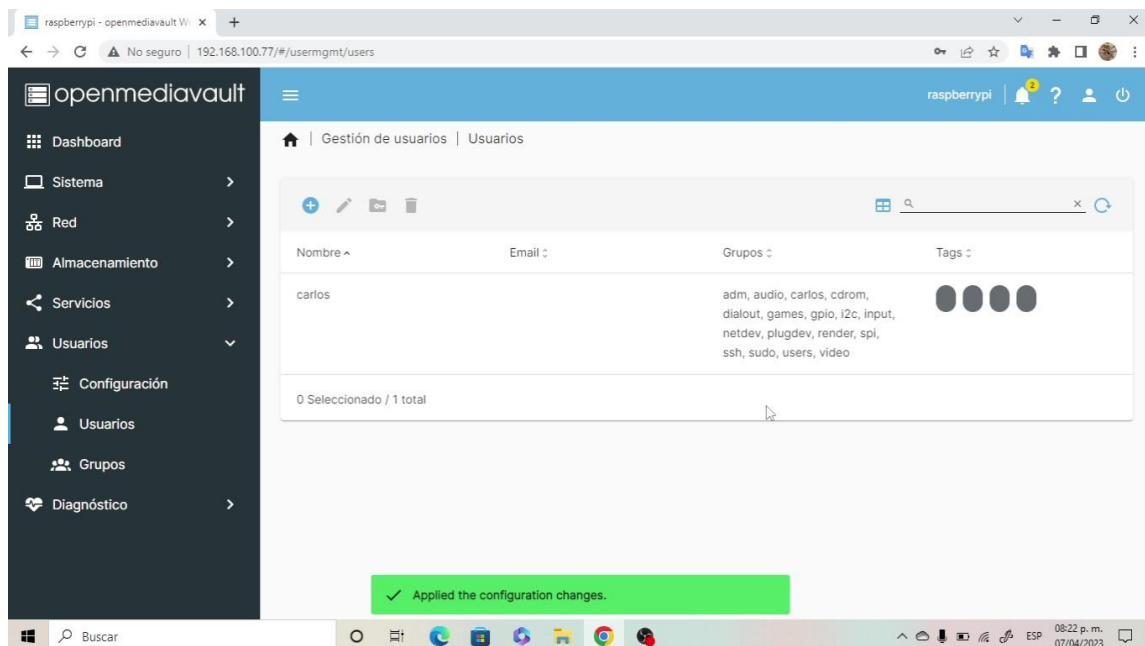 raspberrypi - openmediavault W
No seguro | 192.168.100.77/#/usermgmt/users
openmediavault
raspberrypi
2
Dashboard
Sistema
Red
Almacenamiento
Servicios
Usuarios
Configuración
Usuarios
Grupos
Diagnóstico
Gestión de usuarios | Usuarios
Nombre Email Grupos Tags
carlos adm, audio, carlos, cdrom,
dialout, games, gpio, i2c, input,
netdev, plugdev, render, spi,
ssh, sudo, users, video
0 Seleccionado / 1 total
Applied the configuration changes.
Buscar
ESP
08:22 p. m.
07/04/2023